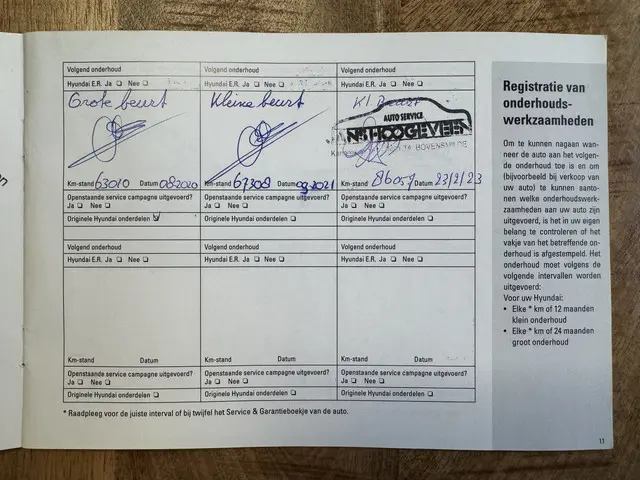 Volgend onderhoud
Hyundai E.R. Ja ❏ Nee ❏
Grote beurt
Km-stand 63010 Datum 08 2020
Openstaande service campagne uitgevoerd?
Ja ❏ Nee ❏
Originele Hyundai onderdelen ❏
Volgend onderhoud
Hyundai E.R. Ja ❏ Nee ❏
Kleine beurt
Km-stand 67308 Datum 09 2021
Openstaande service campagne uitgevoerd?
Ja ❏ Nee ❏
Originele Hyundai onderdelen ❏
Volgend onderhoud
Hyundai E.R. Ja ❏ Nee ❏
Kl Beurt
AUTO SERVICE
HOOGEVEEN
BOVENSMILDE
Km-stand 86057 Datum 23/2/23
Openstaande service campagne uitgevoerd?
Ja ❏ Nee ❏
Originele Hyundai onderdelen ❏
Volgend onderhoud
Hyundai E.R. Ja ❏ Nee ❏
Km-stand Datum
Openstaande service campagne uitgevoerd?
Ja ❏ Nee ❏
Originele Hyundai onderdelen ❏
Volgend onderhoud
Hyundai E.R. Ja ❏ Nee ❏
Km-stand Datum
Openstaande service campagne uitgevoerd?
Ja ❏ Nee ❏
Originele Hyundai onderdelen ❏
Volgend onderhoud
Hyundai E.R. Ja ❏ Nee ❏
Km-stand Datum
Openstaande service campagne uitgevoerd?
Ja ❏ Nee ❏
Originele Hyundai onderdelen ❏
* Raadpleeg voor de juiste interval of bij twijfel het Service & Garantieboekje van de auto.
Registratie van
onderhouds-
werkzaamheden
Om te kunnen nagaan wan-
neer de auto aan het volgen-
de onderhoud toe is en om
(bijvoorbeeld bij verkoop van
uw auto) te kunnen aanto-
nen welke onderhoudswerk-
zaamheden aan uw auto zijn
uitgevoerd, is het in uw eigen
belang te controleren of het
vakje van het betreffende on-
derhoud is afgestempeld. Het
onderhoud moet volgens de
volgende intervallen worden
uitgevoerd:
Voor uw Hyundai:
• Elke * km of 12 maanden
klein onderhoud
• Elke * km of 24 maanden
groot onderhoud
11